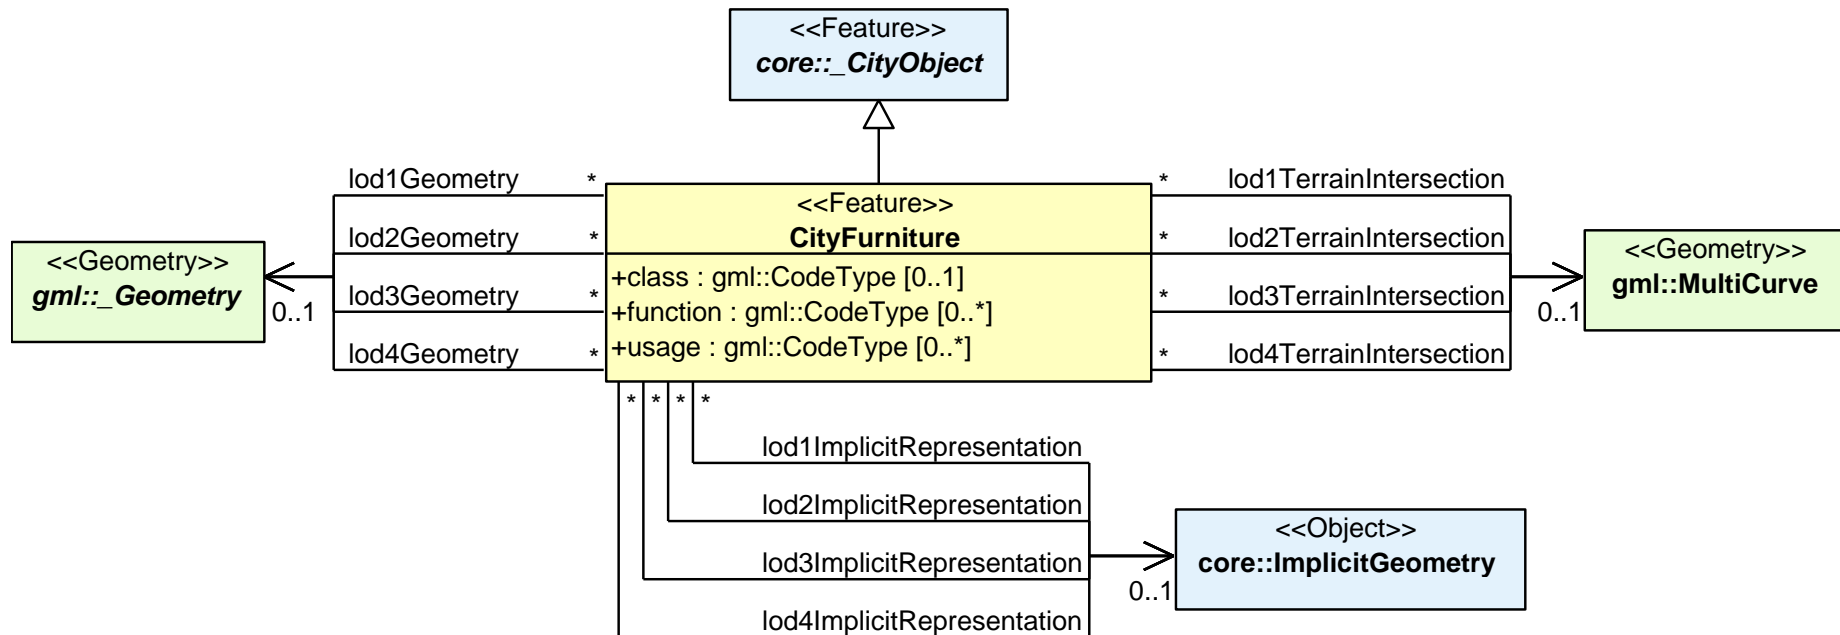 <<Feature>>
core::_CityObject
lod1Geometry *
* lod1TerrainIntersection
<<Feature>>
CityFurniture
lod2Geometry *
* lod2TerrainIntersection
<<Geometry>>
gml::_Geometry
0..1
+class : gml::CodeType [0..1]
+function : gml::CodeType [0..*]
+usage : gml::CodeType [0..*]
<<Geometry>>
gml::MultiCurve
0..1
lod3Geometry *
* lod3TerrainIntersection
lod4Geometry *
* lod4TerrainIntersection
* * * *
lod1ImplicitRepresentation
lod2ImplicitRepresentation
<<Object>>
core::ImplicitGeometry
lod3ImplicitRepresentation
0..1
lod4ImplicitRepresentation